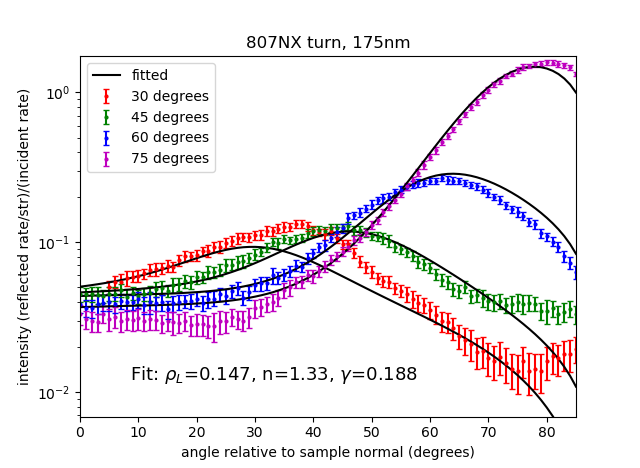 807NX turn, 175nm
fitted
30 degrees
45 degrees
60 degrees
75 degrees
intensity (reflected rate/str)/(incident rate)
10⁰
10⁻¹
10⁻²
Fit: ρ_L=0.147, n=1.33, γ=0.188
0 10 20 30 40 50 60 70 80
angle relative to sample normal (degrees)